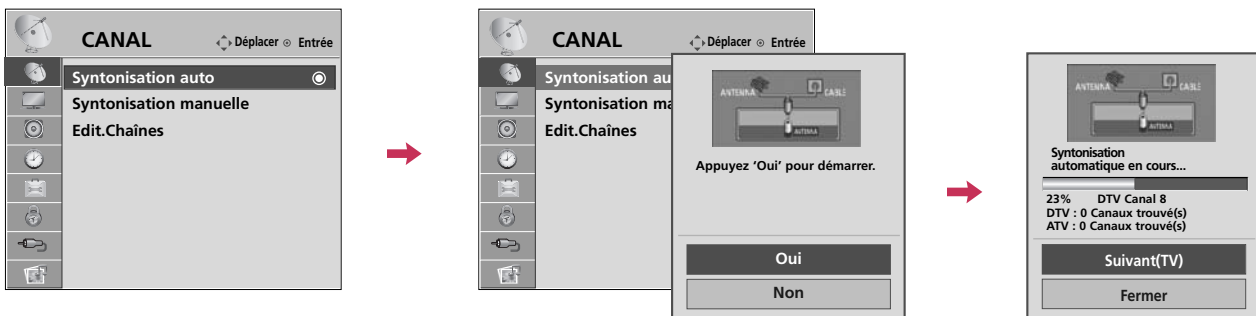 CANAL
Déplacer Entrée
Syntonisation auto
Syntonisation manuelle
Edit.Chaînes
CANAL
Déplacer Entrée
Syntonisation au
Syntonisation ma
Edit.Chaînes
ANTENNA
CABLE
ANTENNA
Appuyez ‘Oui’ pour démarrer.
Oui
Non
ANTENNA
CABLE
ANTENNA
Syntonisation
automatique en cours...
23% DTV Canal 8
DTV : 0 Canaux trouvé(s)
ATV : 0 Canaux trouvé(s)
Suivant(TV)
Fermer